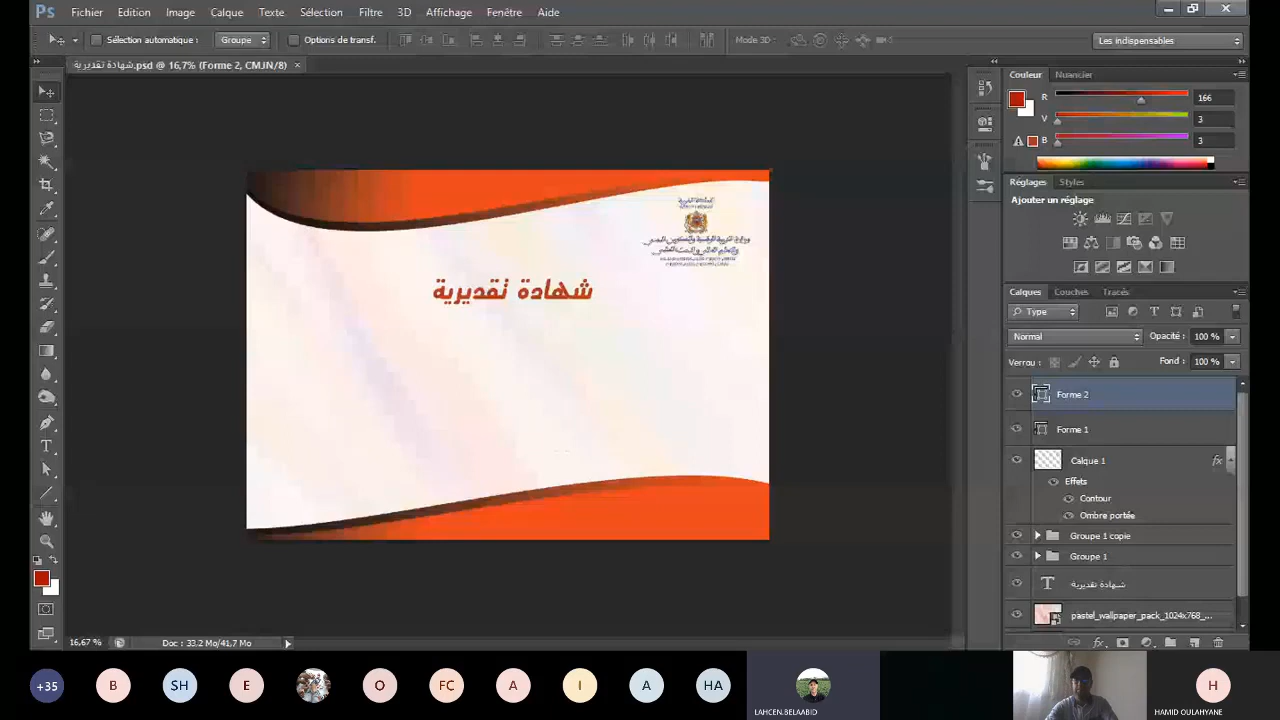 Ps Fichier Edition Image Calque Texte Sélection Filtre 3D Affichage Fenêtre Aide
Sélection automatique : Groupe Options de transf. Mode 3D : Les indispensables
شهادة تقديرية.psd @ 16,7% (Forme 2, CMJN/8) ×
Couleur Nuancier
R 166
V 3
B 3
Réglages Styles
Ajouter un réglage
شهادة تقديرية
Calques Couches Tracés
Type
Normal Opacité : 100 %
Verrou : Fond : 100 %
Forme 2
Forme 1
Calque 1 fx
Effets
Contour
Ombre portée
Groupe 1 copie
Groupe 1
T شهادة تقديرية
pastel_wallpaper_pack_1024x768_...
16,67 % Doc : 33,2 Mo/41,7 Mo
+35 B SH E O FC A I A HA H
LAHCEN.BELAABID HAMID OULAHYANE